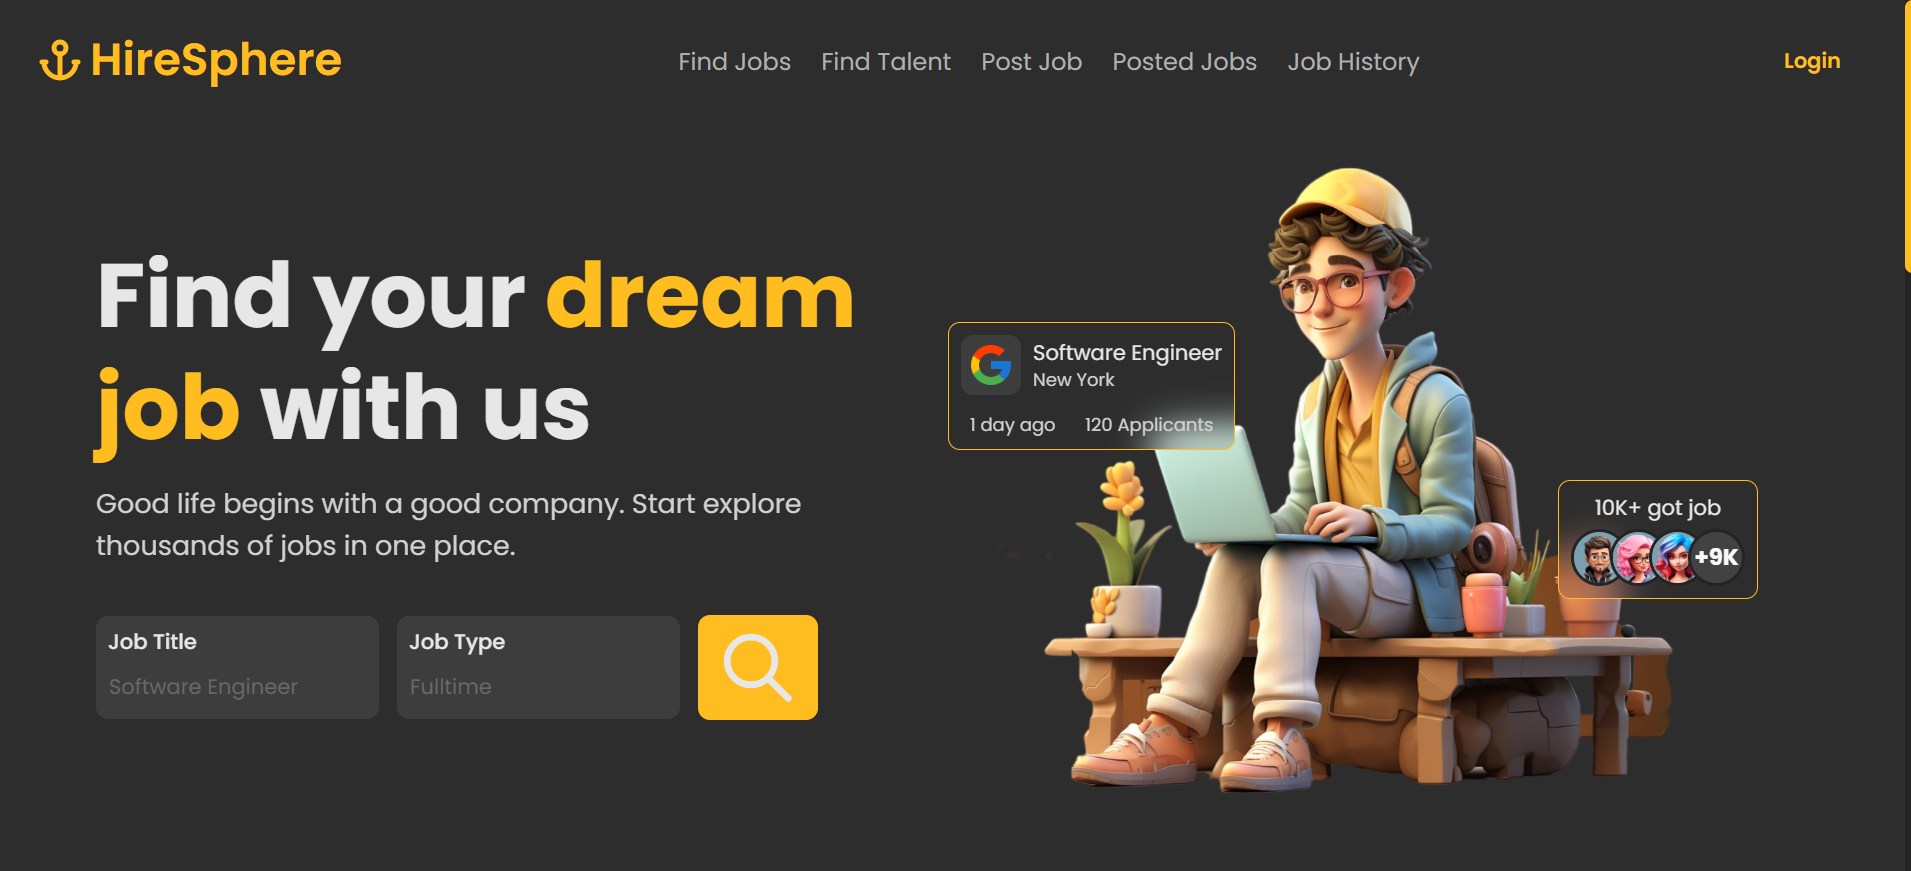 HireSphere
Find Jobs Find Talent Post Job Posted Jobs Job History
Login
Find your dream
job with us
Good life begins with a good company. Start explore
thousands of jobs in one place.
Job Title
Software Engineer
Job Type
Fulltime
Software Engineer
New York
1 day ago 120 Applicants
10K+ got job
+9K